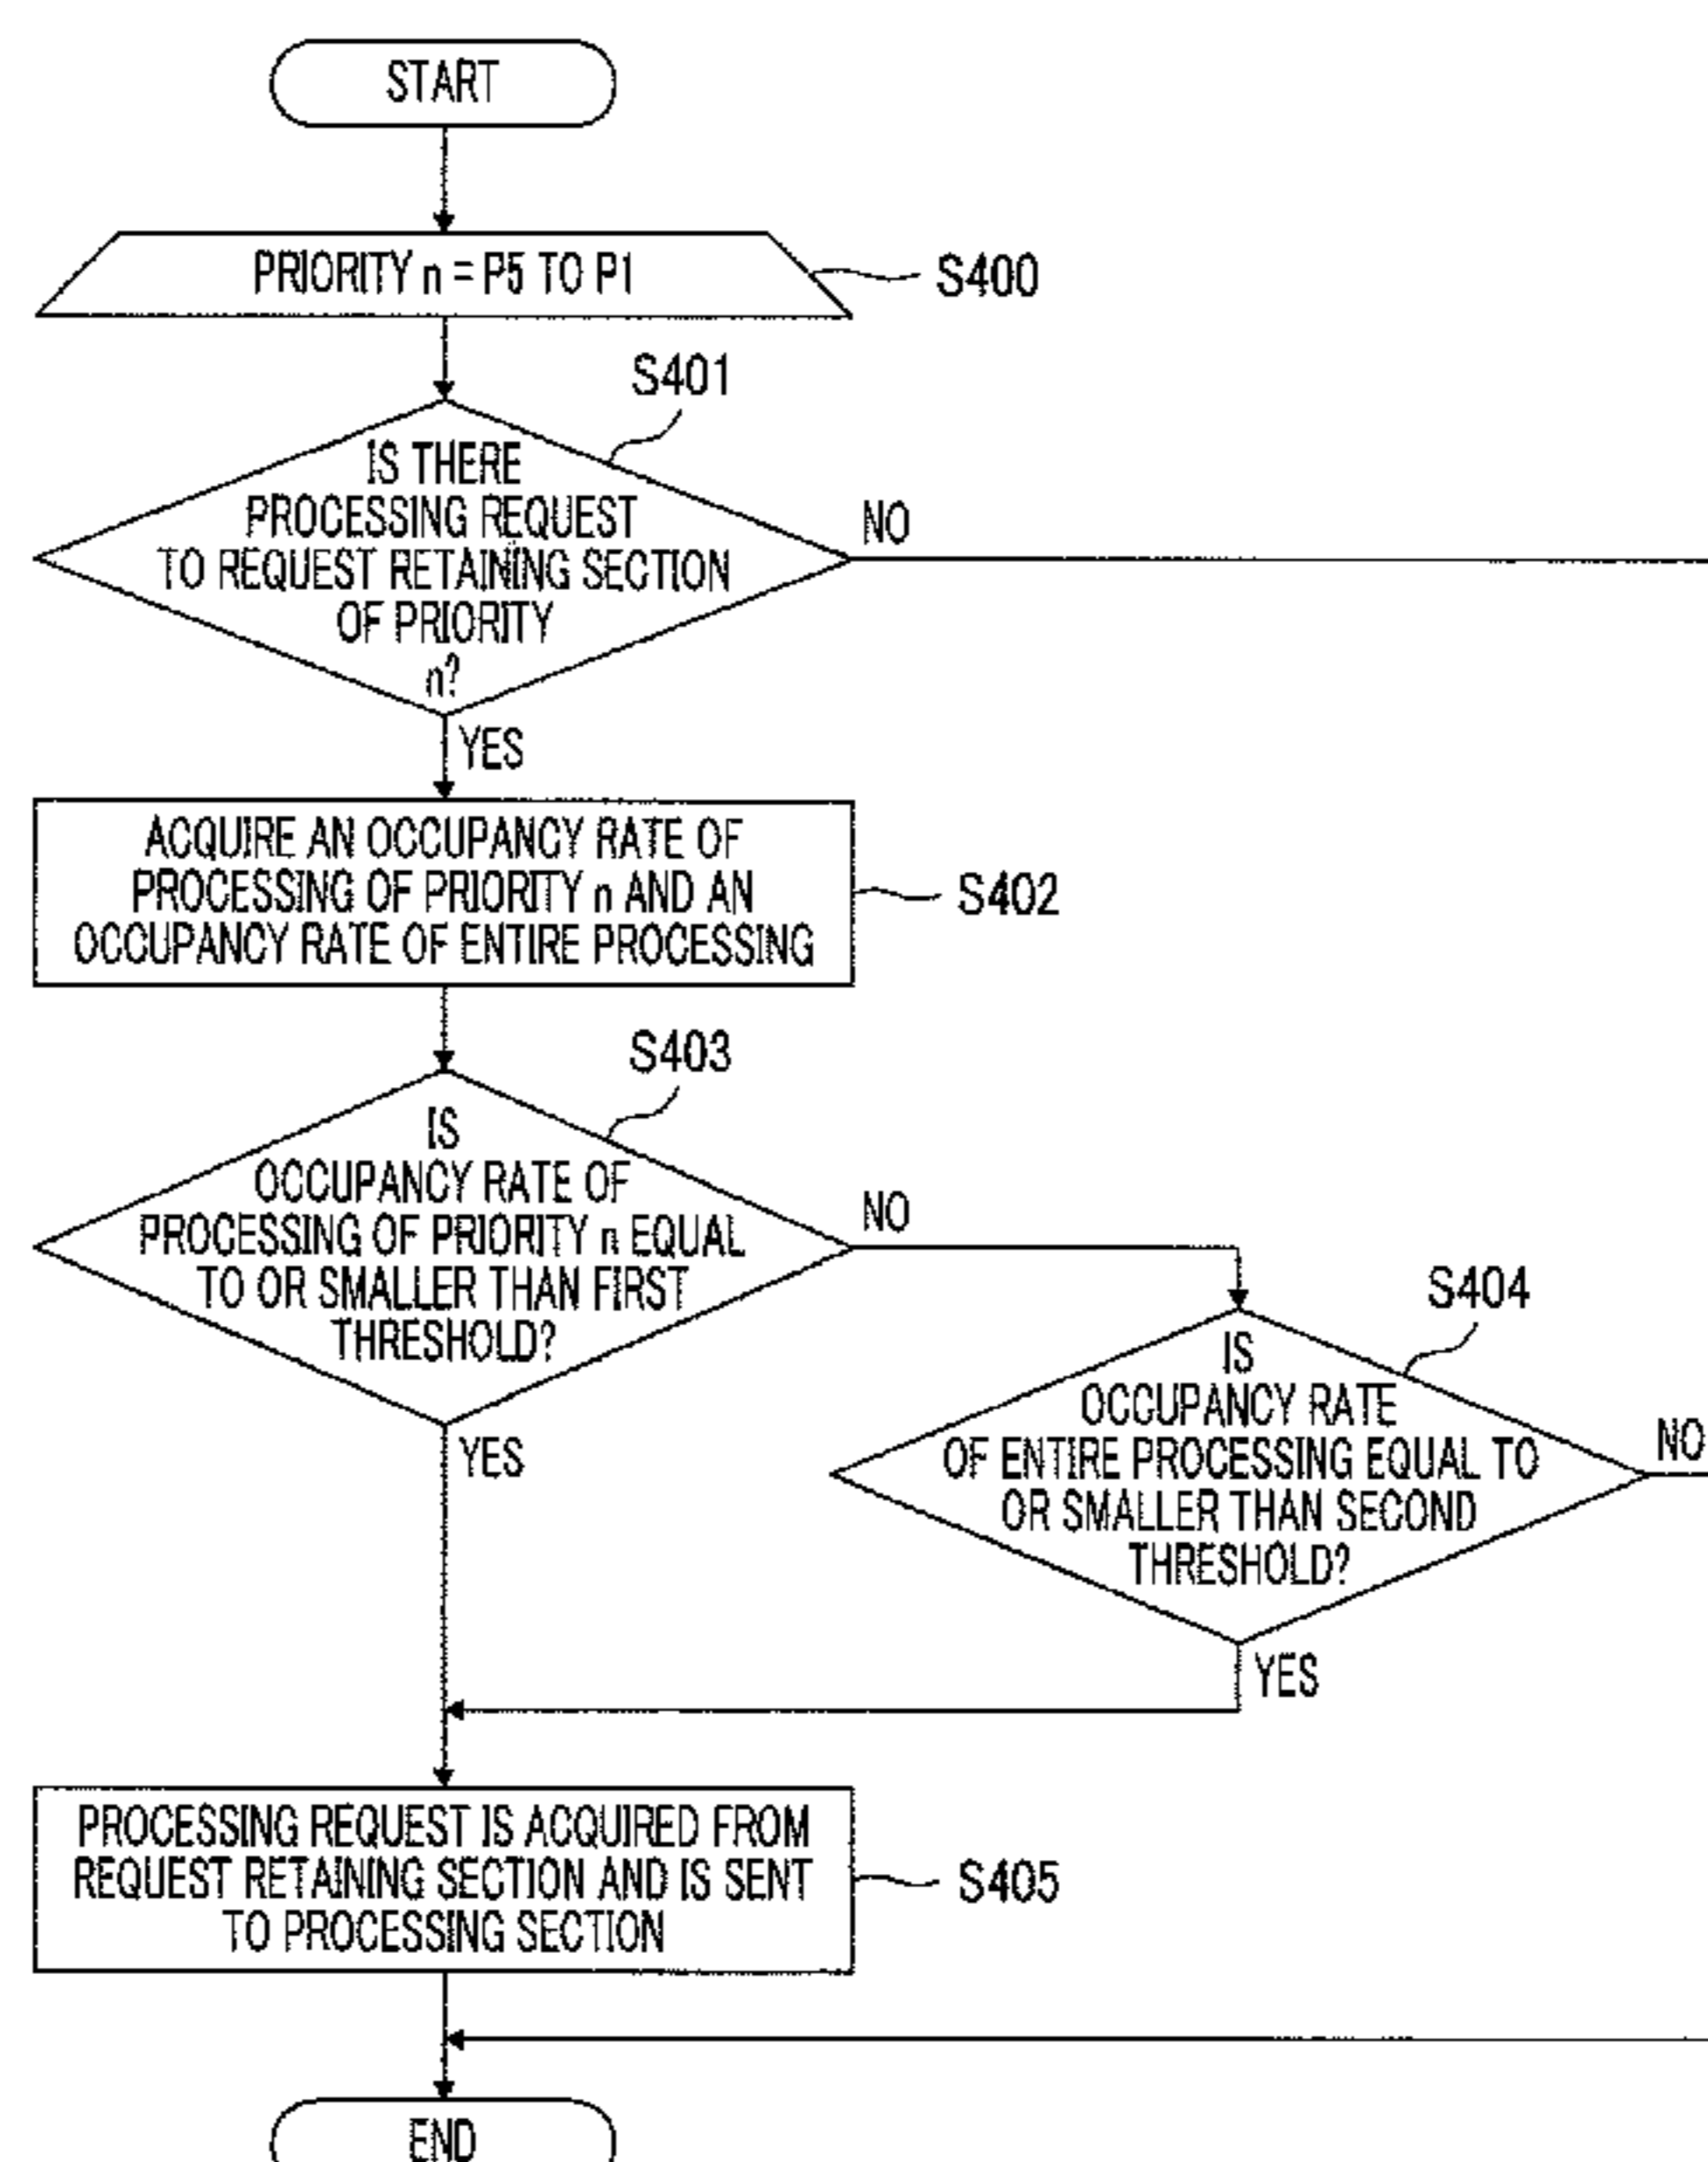 START
PRIORITY n = P5 TO P1
S400
S401
IS THERE
PROCESSING REQUEST
TO REQUEST RETAINING SECTION
OF PRIORITY
n?
NO
YES
ACQUIRE AN OCCUPANCY RATE OF
PROCESSING OF PRIORITY n AND AN
OCCUPANCY RATE OF ENTIRE PROCESSING
S402
S403
IS
OCCUPANCY RATE OF
PROCESSING OF PRIORITY n EQUAL
TO OR SMALLER THAN FIRST
THRESHOLD?
NO
YES
S404
IS
OCCUPANCY RATE
OF ENTIRE PROCESSING EQUAL TO
OR SMALLER THAN SECOND
THRESHOLD?
NO
YES
PROCESSING REQUEST IS ACQUIRED FROM
REQUEST RETAINING SECTION AND IS SENT
TO PROCESSING SECTION
S405
END